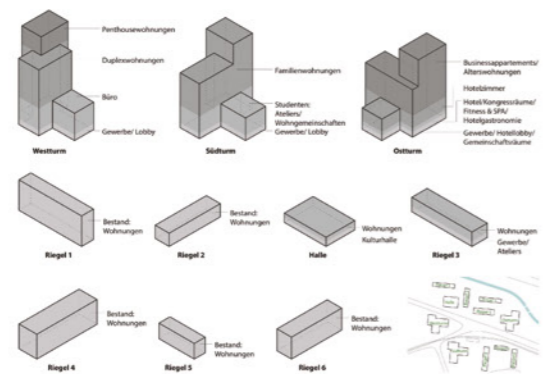 Penthousewohnungen
Duplexwohnungen
Büro
Gewerbe/ Lobby
Westturm
Familienwohnungen
Studenten:
Ateliers/
Wohngemeinschaften
Gewerbe/ Lobby
Südturm
Businessappartements/
Alterswohnungen
Hotelzimmer
Hotel/Kongressräume/
Fitness & SPA/
Hotelgastronomie
Gewerbe/ Hotellobby/
Gemeinschaftsräume
Ostturm
Bestand:
Wohnungen
Riegel 1
Bestand:
Wohnungen
Riegel 2
Wohnungen
Kulturhalle
Halle
Wohnungen
Gewerbe/
Ateliers
Riegel 3
Bestand:
Wohnungen
Riegel 4
Bestand:
Wohnungen
Riegel 5
Bestand:
Wohnungen
Riegel 6